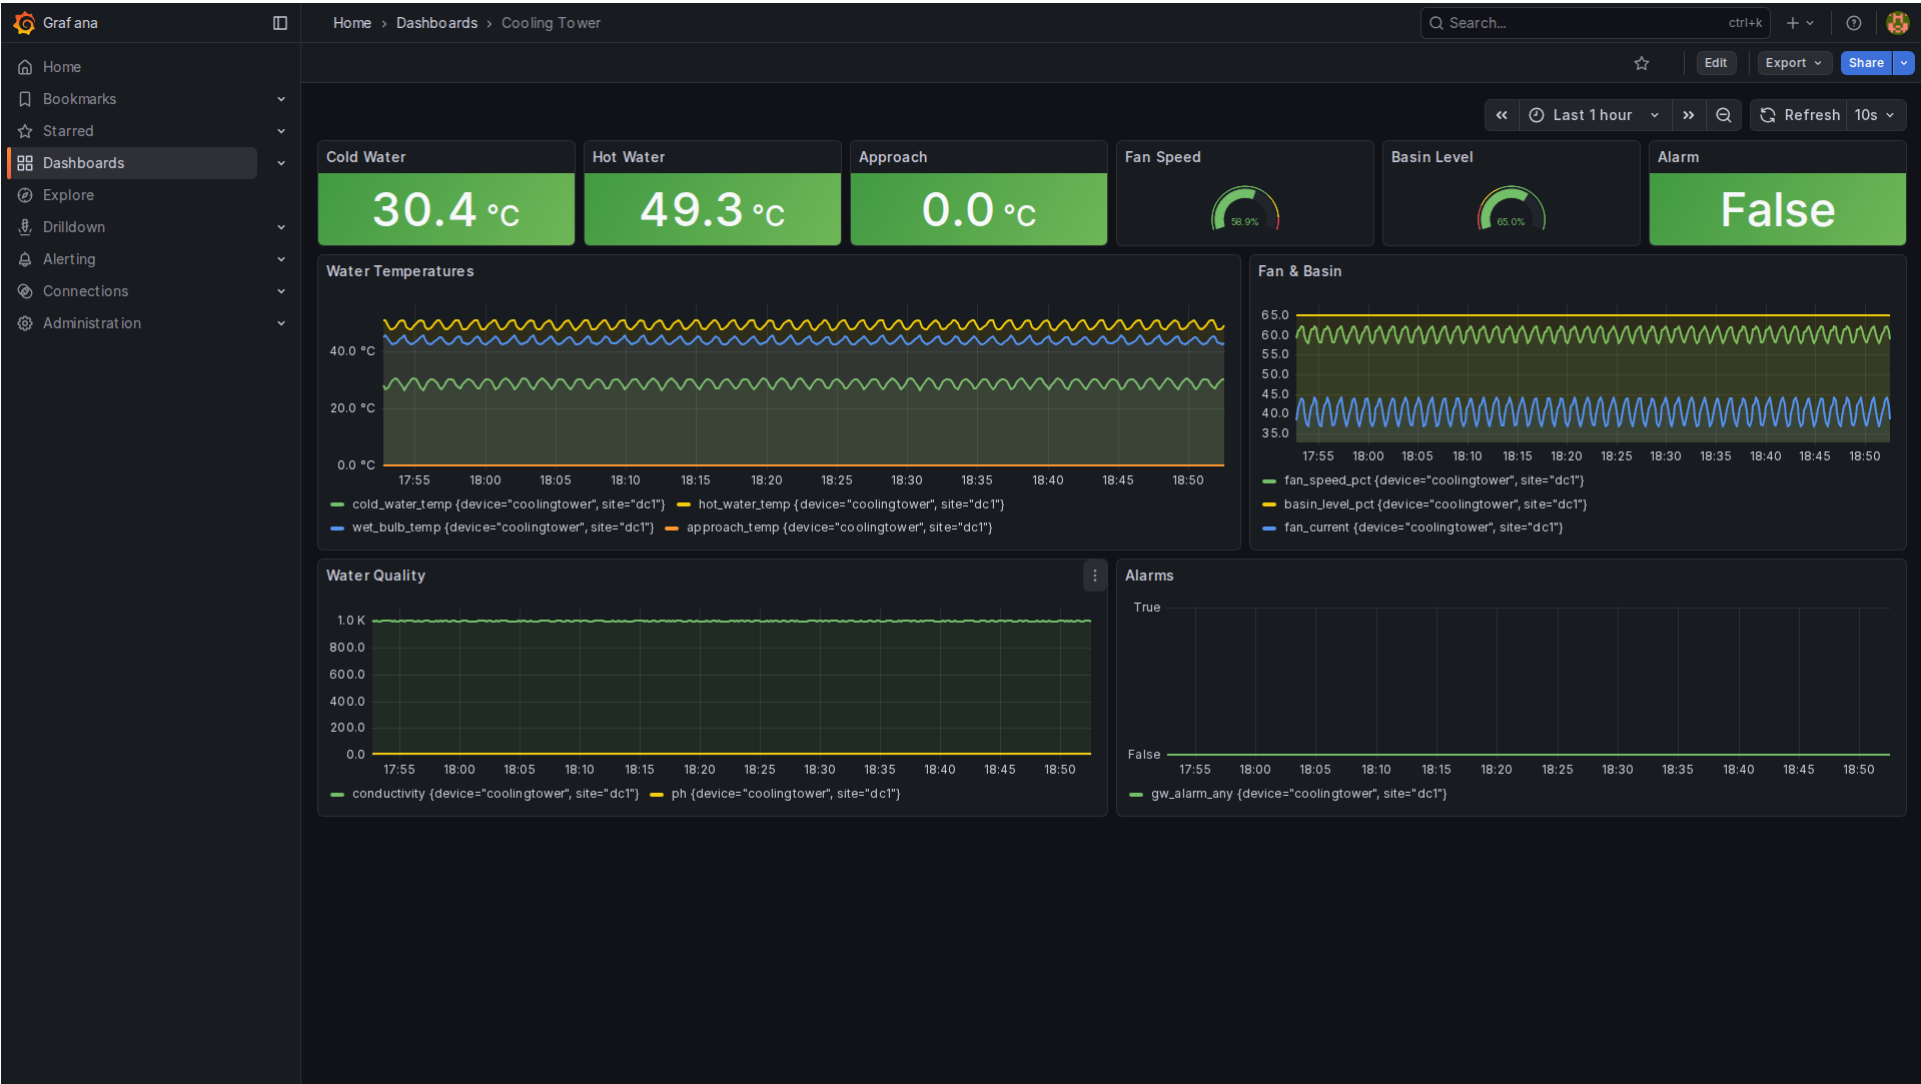 Grafana
Home › Dashboards › Cooling Tower
Search... ctrl+k
Home
Bookmarks
Starred
Dashboards
Explore
Drilldown
Alerting
Connections
Administration
Edit Export Share
Last 1 hour Refresh 10s
Cold Water
30.4 °C
Hot Water
49.3 °C
Approach
0.0 °C
Fan Speed
58.9%
Basin Level
65.0%
Alarm
False
Water Temperatures
40.0 °C
20.0 °C
0.0 °C
17:55 18:00 18:05 18:10 18:15 18:20 18:25 18:30 18:35 18:40 18:45 18:50
cold_water_temp {device="coolingtower", site="dc1"} hot_water_temp {device="coolingtower", site="dc1"}
wet_bulb_temp {device="coolingtower", site="dc1"} approach_temp {device="coolingtower", site="dc1"}
Fan & Basin
65.0
60.0
55.0
50.0
45.0
40.0
35.0
17:55 18:00 18:05 18:10 18:15 18:20 18:25 18:30 18:35 18:40 18:45 18:50
fan_speed_pct {device="coolingtower", site="dc1"}
basin_level_pct {device="coolingtower", site="dc1"}
fan_current {device="coolingtower", site="dc1"}
Water Quality
1.0 K
800.0
600.0
400.0
200.0
0.0
17:55 18:00 18:05 18:10 18:15 18:20 18:25 18:30 18:35 18:40 18:45 18:50
conductivity {device="coolingtower", site="dc1"} ph {device="coolingtower", site="dc1"}
Alarms
True
False
17:55 18:00 18:05 18:10 18:15 18:20 18:25 18:30 18:35 18:40 18:45 18:50
gw_alarm_any {device="coolingtower", site="dc1"}